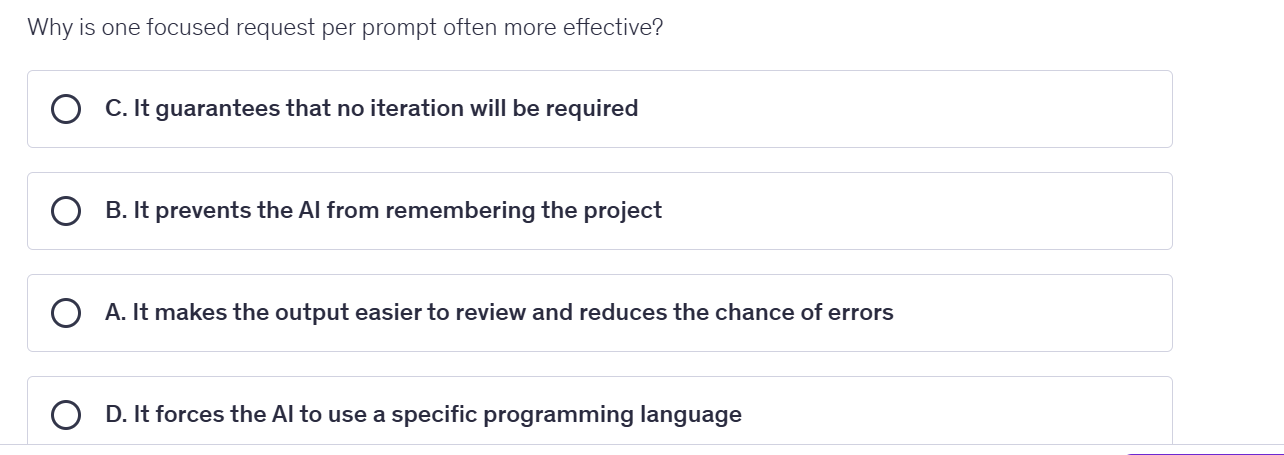 Why is one focused request per prompt often more effective?
C. It guarantees that no iteration will be required
B. It prevents the AI from remembering the project
A. It makes the output easier to review and reduces the chance of errors
D. It forces the AI to use a specific programming language